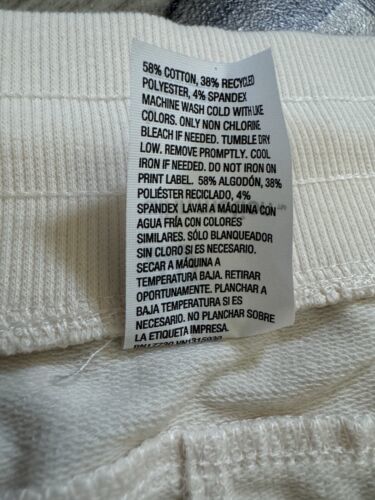 58% COTTON, 38% RECYCLED
POLYESTER, 4% SPANDEX
MACHINE WASH COLD WITH LIKE
COLORS. ONLY NON CHLORINE
BLEACH IF NEEDED. TUMBLE DRY
LOW. REMOVE PROMPTLY. COOL
IRON IF NEEDED. DO NOT IRON ON
PRINT LABEL. 58% ALGODÓN, 38%
POLIÉSTER RECICLADO, 4%
SPANDEX LAVAR A MÁQUINA CON
AGUA FRÍA CON COLORES
SIMILARES. SÓLO BLANQUEADOR
SIN CLORO SI ES NECESARIO.
SECAR A MÁQUINA A
TEMPERATURA BAJA. RETIRAR
OPORTUNAMENTE. PLANCHAR A
BAJA TEMPERATURA SI ES
NECESARIO. NO PLANCHAR SOBRE
LA ETIQUETA IMPRESA.